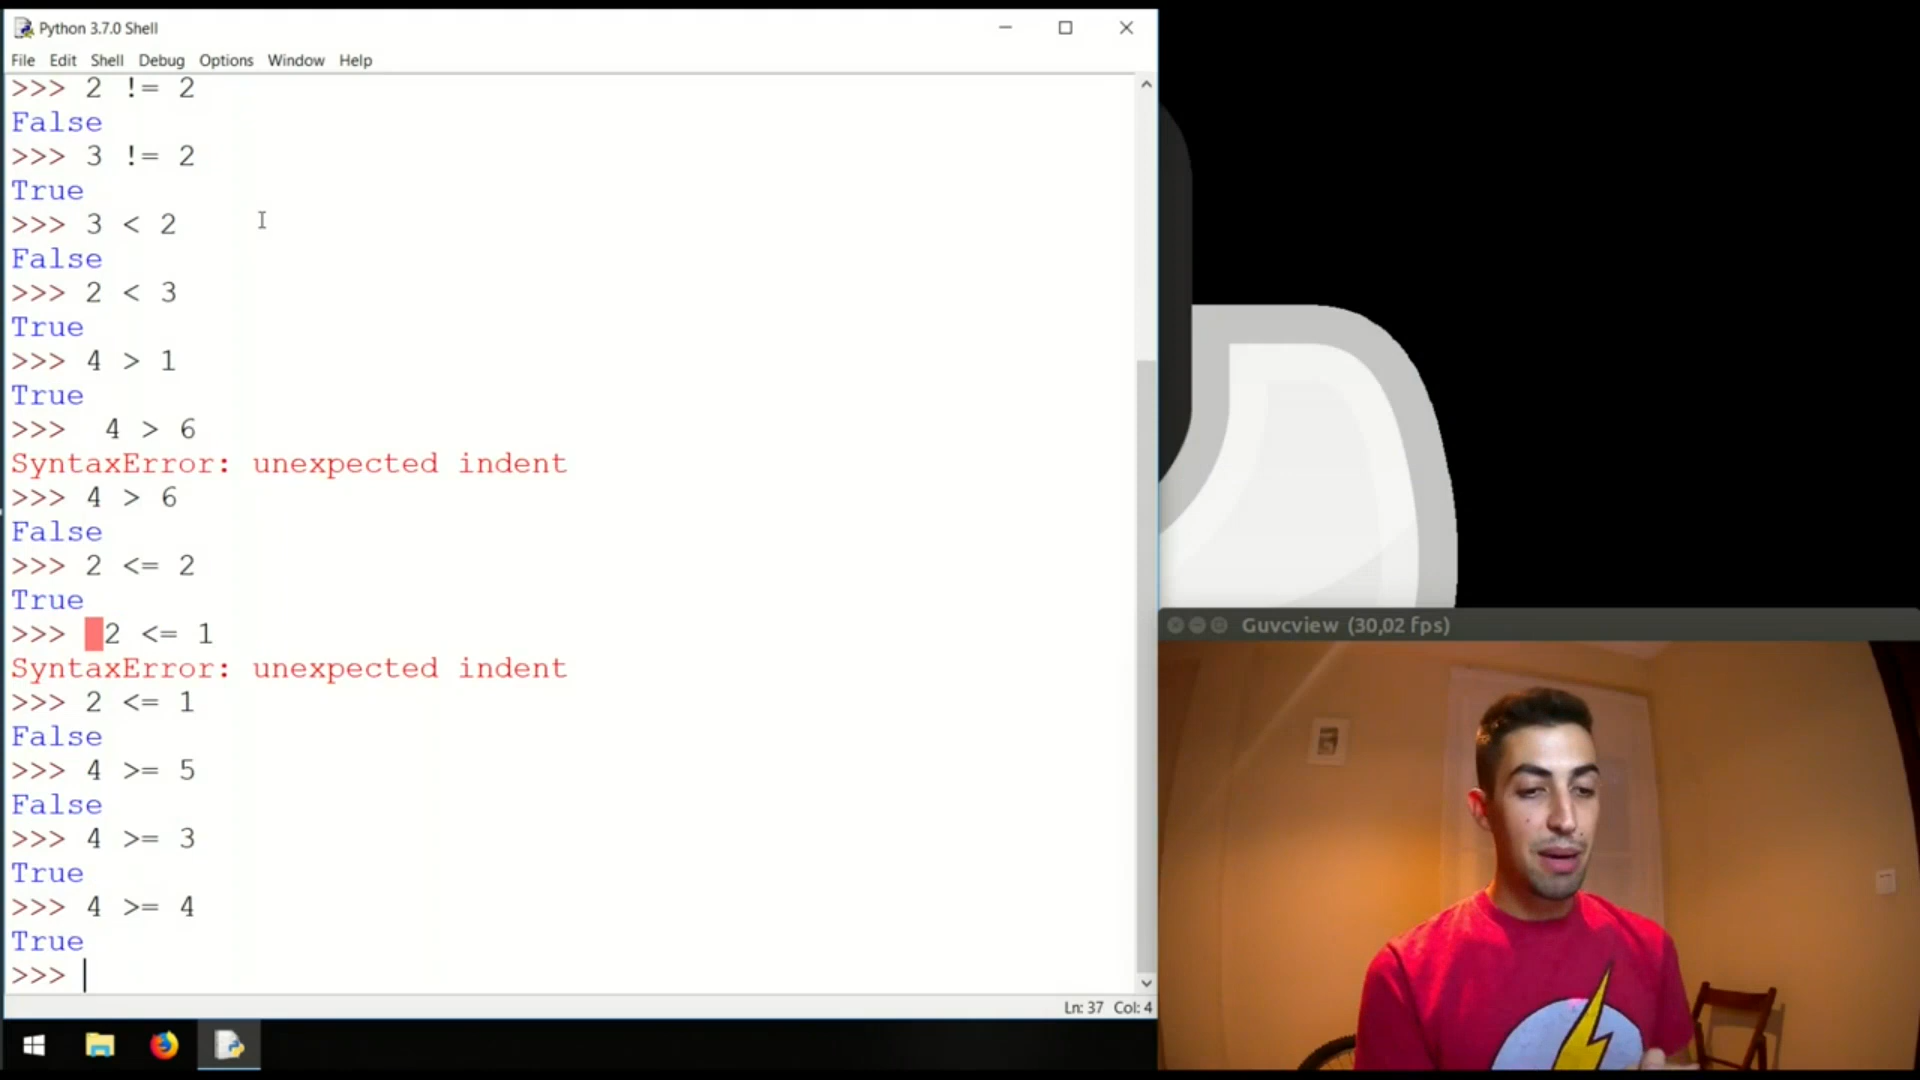 Python 3.7.0 Shell
File Edit Shell Debug Options Window Help
>>> 2 != 2
False
>>> 3 != 2
True
>>> 3 < 2
False
>>> 2 < 3
True
>>> 4 > 1
True
>>>  4 > 6
SyntaxError: unexpected indent
>>> 4 > 6
False
>>> 2 <= 2
True
>>>  2 <= 1
SyntaxError: unexpected indent
>>> 2 <= 1
False
>>> 4 >= 5
False
>>> 4 >= 3
True
>>> 4 >= 4
True
>>>
Ln: 37 Col: 4
Guvcview (30,02 fps)